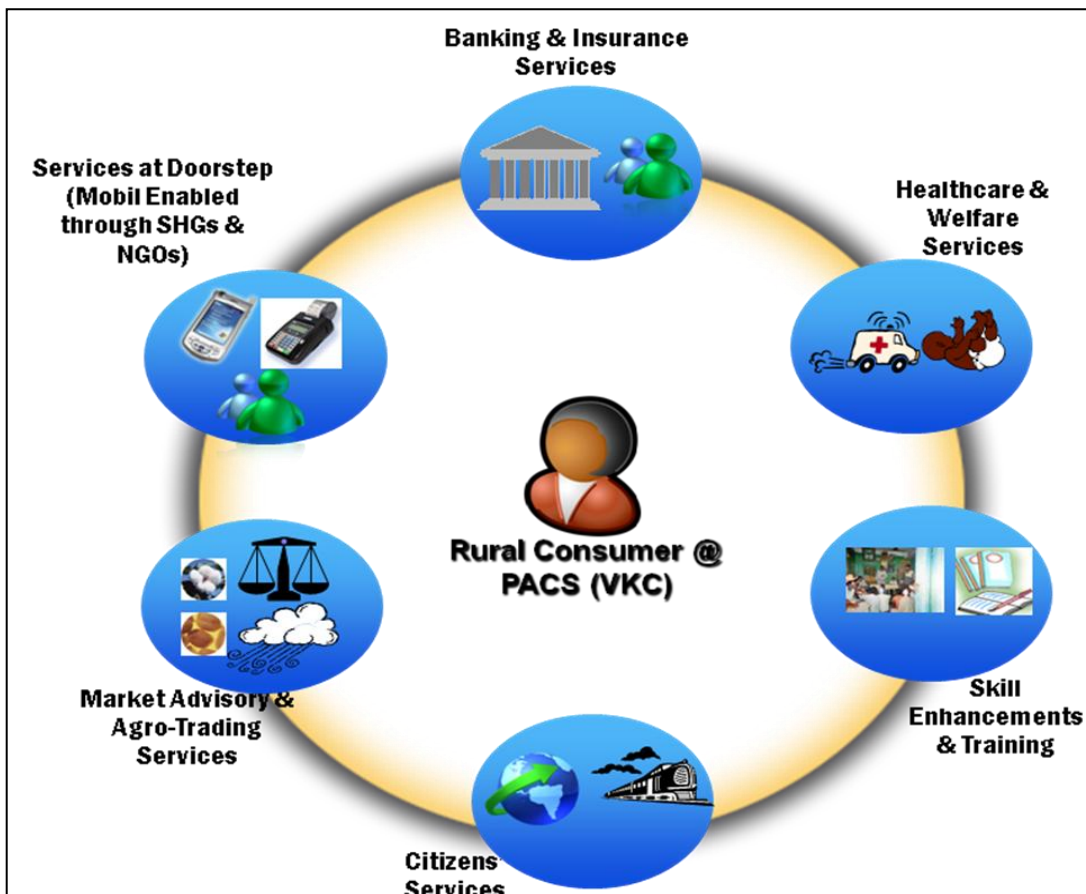 Banking & Insurance
Services
Services at Doorstep
(Mobil Enabled
through SHGs &
NGOs)
Healthcare &
Welfare
Services
Rural Consumer @
PACS (VKC)
Market Advisory &
Agro-Trading
Services
Skill
Enhancements
& Training
Citizens'
Services